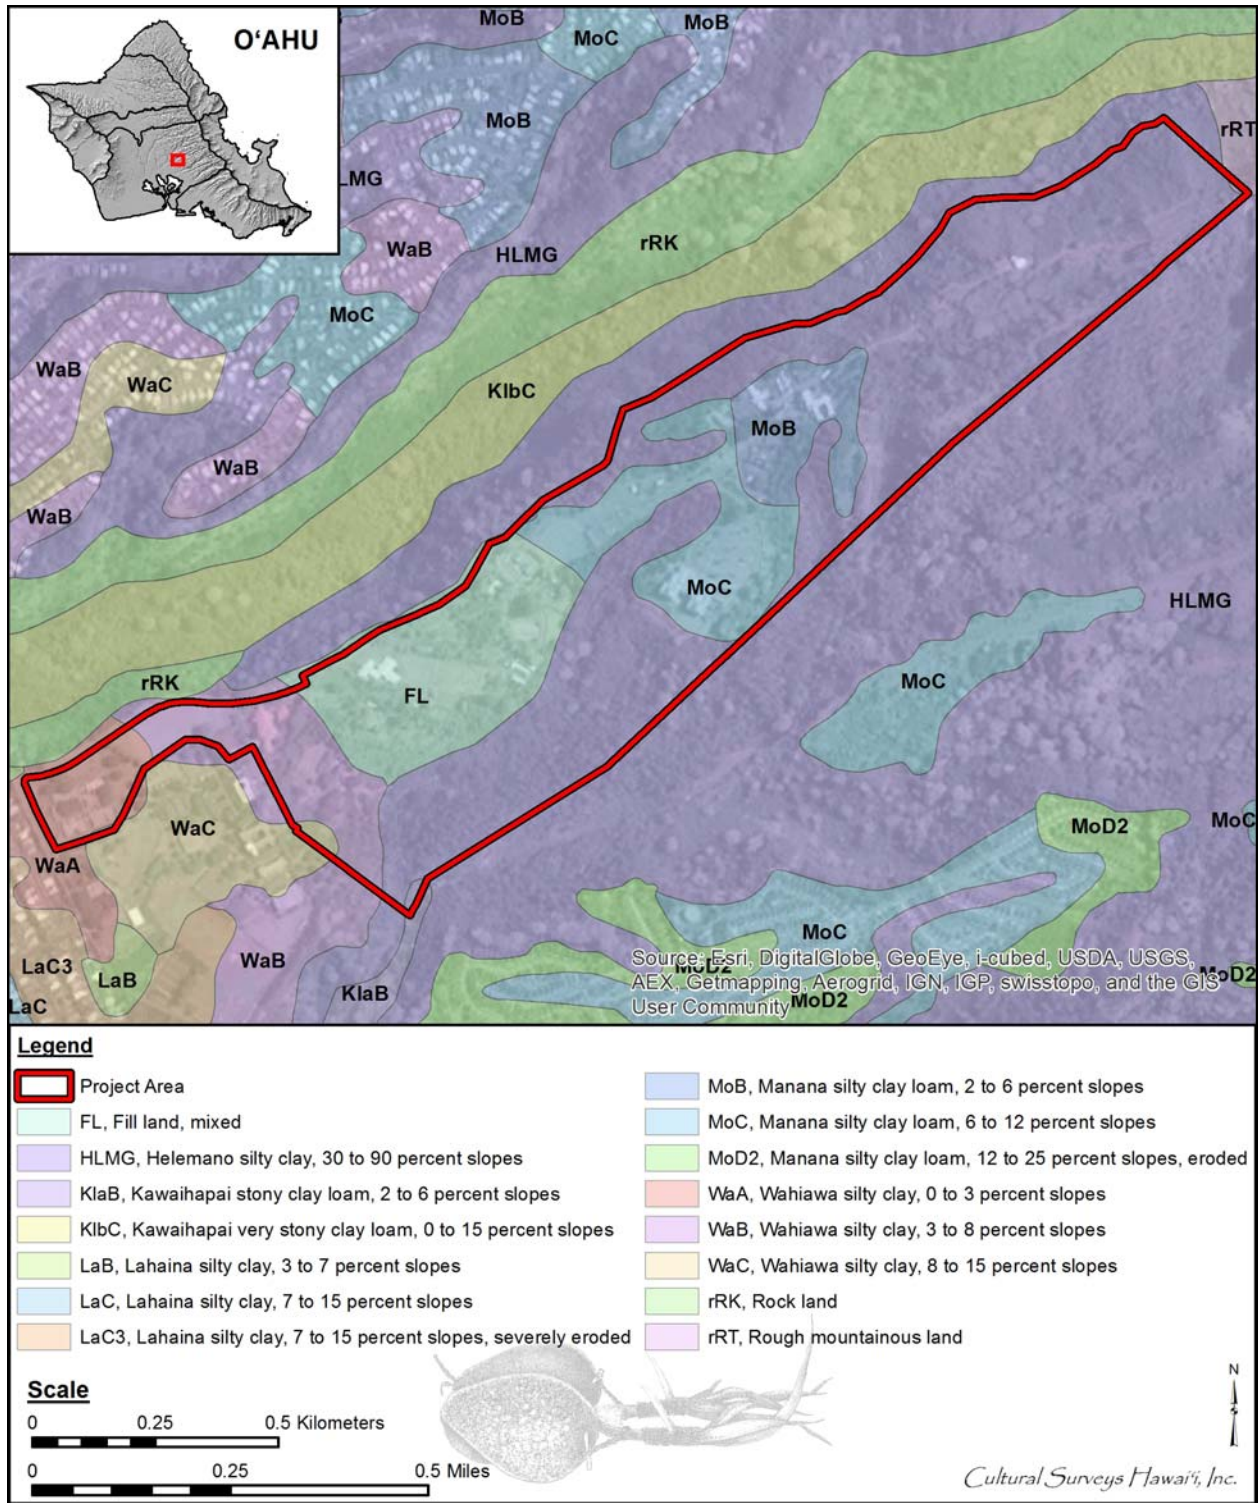 OʻAHU
MoB
MoC
MoB
MoB
rRT
LMG
WaB
rRK
HLMG
MoC
WaB
WaC
KlbC
MoB
WaB
WaB
MoC
HLMG
MoC
rRK
FL
WaC
MoD2
MoC
WaA
MoC
LaC3
LaB
WaB
MoD2
MoD2
LaC
KlaB
MoD2
Source: Esri, DigitalGlobe, GeoEye, i-cubed, USDA, USGS,
AEX, Getmapping, Aerogrid, IGN, IGP, swisstopo, and the GIS
User Community
Legend
Project Area
FL, Fill land, mixed
HLMG, Helemano silty clay, 30 to 90 percent slopes
KlaB, Kawaihapai stony clay loam, 2 to 6 percent slopes
KlbC, Kawaihapai very stony clay loam, 0 to 15 percent slopes
LaB, Lahaina silty clay, 3 to 7 percent slopes
LaC, Lahaina silty clay, 7 to 15 percent slopes
LaC3, Lahaina silty clay, 7 to 15 percent slopes, severely eroded
MoB, Manana silty clay loam, 2 to 6 percent slopes
MoC, Manana silty clay loam, 6 to 12 percent slopes
MoD2, Manana silty clay loam, 12 to 25 percent slopes, eroded
WaA, Wahiawa silty clay, 0 to 3 percent slopes
WaB, Wahiawa silty clay, 3 to 8 percent slopes
WaC, Wahiawa silty clay, 8 to 15 percent slopes
rRK, Rock land
rRT, Rough mountainous land
Scale
0 0.25 0.5 Kilometers
0 0.25 0.5 Miles
N
Cultural Surveys Hawaiʻi, Inc.